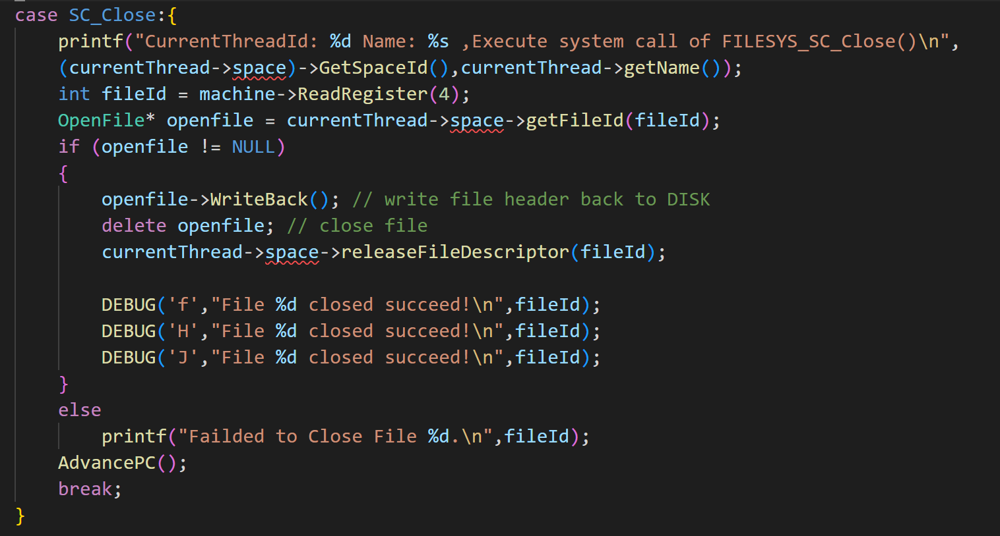 case SC_Close:{
printf("CurrentThreadId: %d Name: %s ,Execute system call of FILESYS_SC_Close()\n",
(currentThread->space)->GetSpaceId(),currentThread->getName());
int fileId = machine->ReadRegister(4);
OpenFile* openfile = currentThread->space->getFileId(fileId);
if (openfile != NULL)
{
openfile->WriteBack(); // write file header back to DISK
delete openfile; // close file
currentThread->space->releaseFileDescriptor(fileId);
DEBUG('f',"File %d closed succeed!\n",fileId);
DEBUG('H',"File %d closed succeed!\n",fileId);
DEBUG('J',"File %d closed succeed!\n",fileId);
}
else
printf("Failded to Close File %d.\n",fileId);
AdvancePC();
break;
}